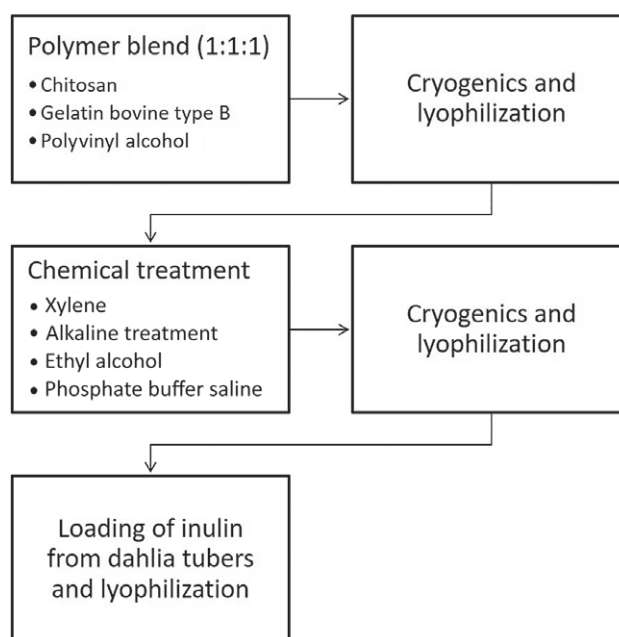 Polymer blend (1:1:1)
• Chitosan
• Gelatin bovine type B
• Polyvinyl alcohol
Cryogenics and
lyophilization
Chemical treatment
• Xylene
• Alkaline treatment
• Ethyl alcohol
• Phosphate buffer saline
Cryogenics and
lyophilization
Loading of inulin
from dahlia tubers
and lyophilization